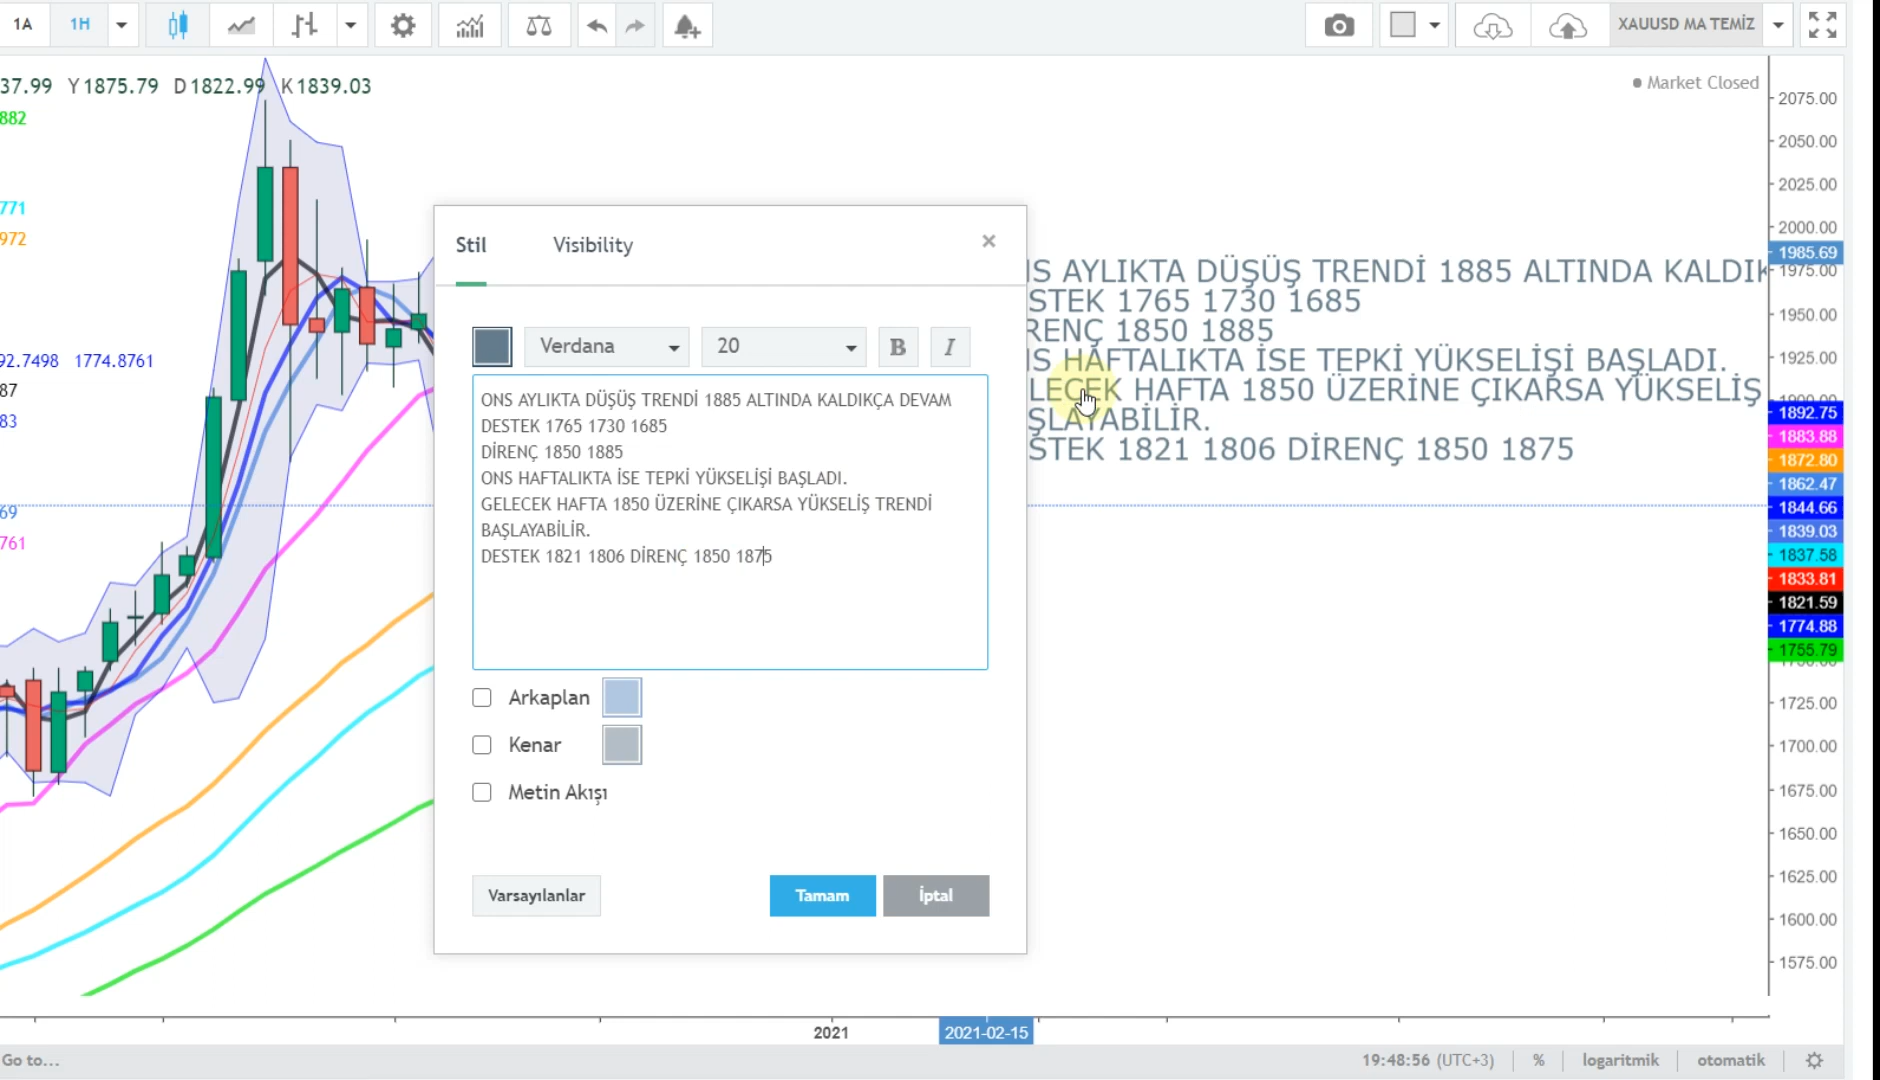 1A 1H XAUUSD MA TEMİZ
37.99 Y1875.79 D1822.99 K1839.03
Market Closed
882
771
972
92.7498 1774.8761
87
83
69
761
Stil Visibility ×
Verdana 20 B I
ONS AYLIKTA DÜŞÜŞ TRENDİ 1885 ALTINDA KALDIKÇA DEVAM
DESTEK 1765 1730 1685
DİRENÇ 1850 1885
ONS HAFTALIKTA İSE TEPKİ YÜKSELİŞİ BAŞLADI.
GELECEK HAFTA 1850 ÜZERİNE ÇIKARSA YÜKSELİŞ TRENDİ
BAŞLAYABİLİR.
DESTEK 1821 1806 DİRENÇ 1850 1875
Arkaplan
Kenar
Metin Akışı
Varsayılanlar Tamam İptal
NS AYLIKTA DÜŞÜŞ TRENDİ 1885 ALTINDA KALDIK
STEK 1765 1730 1685
RENÇ 1850 1885
NS HAFTALIKTA İSE TEPKİ YÜKSELİŞİ BAŞLADI.
LECEK HAFTA 1850 ÜZERİNE ÇIKARSA YÜKSELİŞ
ŞLAYABİLİR.
STEK 1821 1806 DİRENÇ 1850 1875
2075.00
2050.00
2025.00
2000.00
1985.69
1975.00
1950.00
1925.00
1900.00
1892.75
1883.88
1872.80
1862.47
1844.66
1839.03
1837.58
1833.81
1821.59
1774.88
1755.79
1725.00
1700.00
1675.00
1650.00
1625.00
1600.00
1575.00
2021 2021-02-15
Go to... 19:48:56 (UTC+3) % logaritmik otomatik